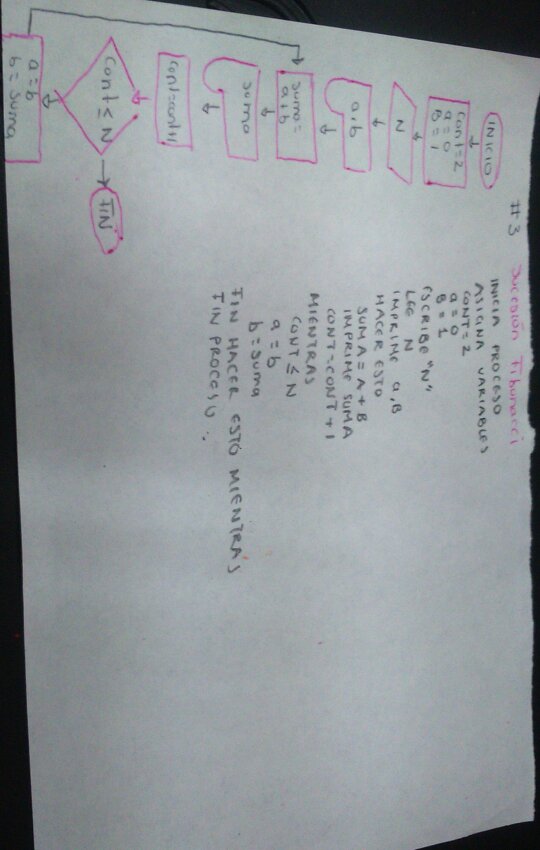 #3 Sucesión Fibonacci
INICIO
CONT=2
a=0
B=1
N
a,b
suma=
a+b
suma
cont=cont+1
Cont ≤ N
FIN
a=b
b=suma
INICIA PROCESO
ASIGNA VARIABLES
CONT=2
a=0
B=1
ESCRIBE "N"
LEE N
IMPRIME a,B
HACER ESTO
SUMA=A+B
IMPRIME SUMA
CONT=CONT+1
MIENTRAS
CONT ≤ N
a=b
b=suma
FIN HACER ESTO MIENTRAS
FIN PROCESO.